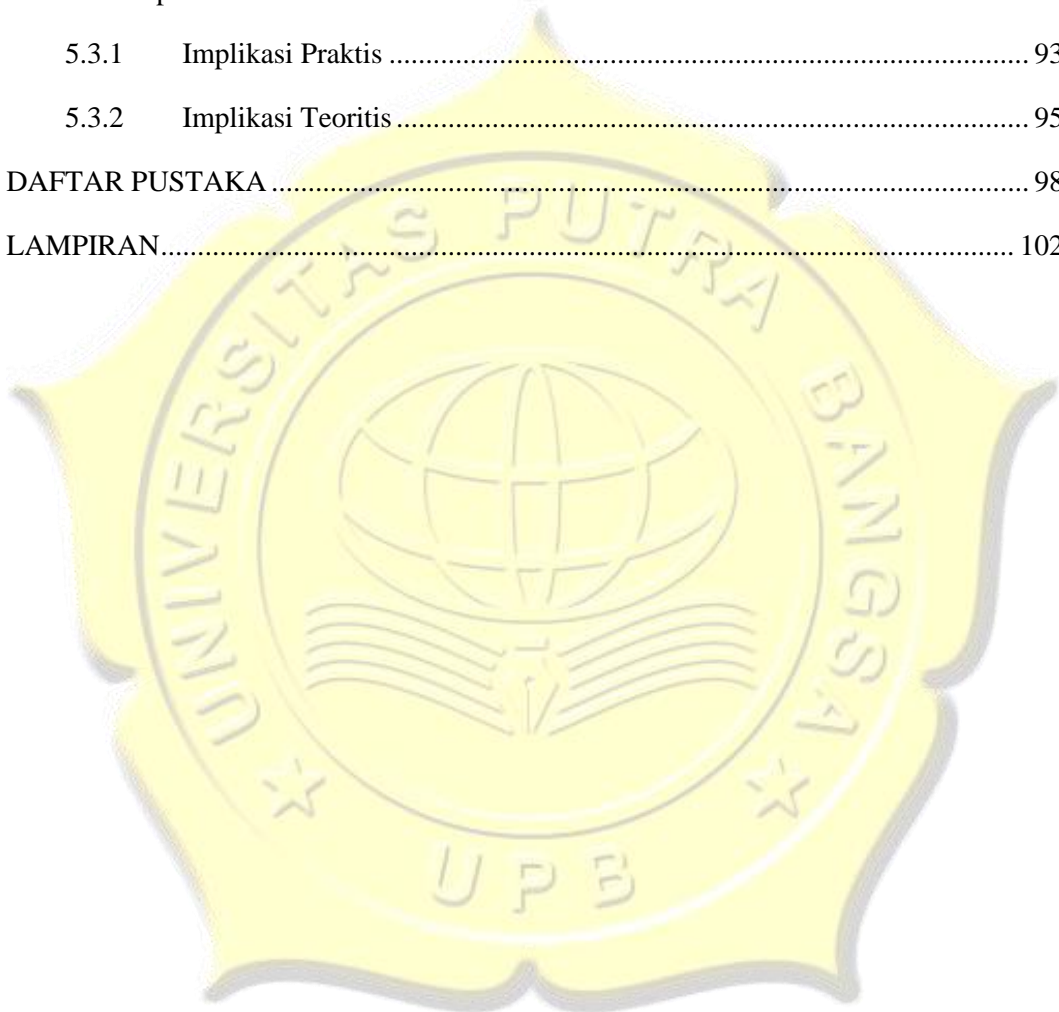 5.3.1 Implikasi Praktis ........................................................................................................ 93
5.3.2 Implikasi Teoritis ....................................................................................................... 95
DAFTAR PUSTAKA ........................................................................................................ 98
LAMPIRAN ........................................................................................................ 102
UNIVERSITAS PUTRA BANGSA
UPB